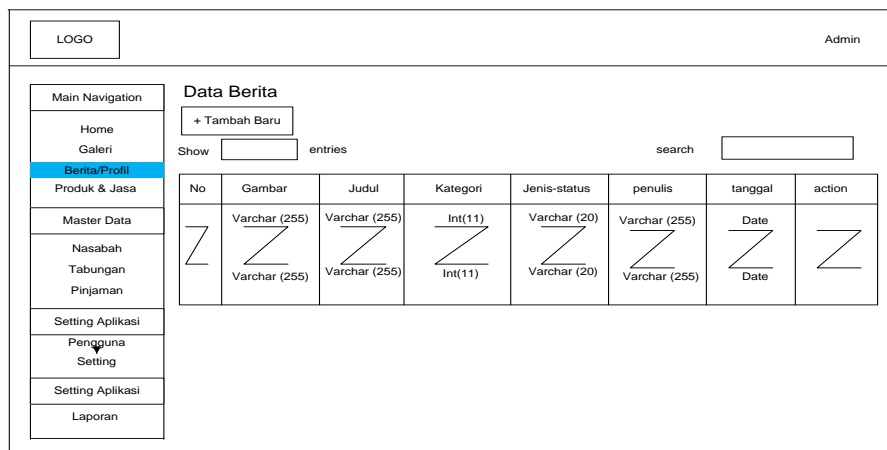 LOGO
Admin
Main Navigation
Home
Galeri
Berita/Profil
Produk & Jasa
Master Data
Nasabah
Tabungan
Pinjaman
Setting Aplikasi
Pengguna
Setting
Setting Aplikasi
Laporan
Data Berita
+ Tambah Baru
Show entries search
No Gambar Judul Kategori Jenis-status penulis tanggal action
Varchar (255) Varchar (255) Int(11) Varchar (20) Varchar (255) Date
Varchar (255) Varchar (255) Int(11) Varchar (20) Varchar (255) Date